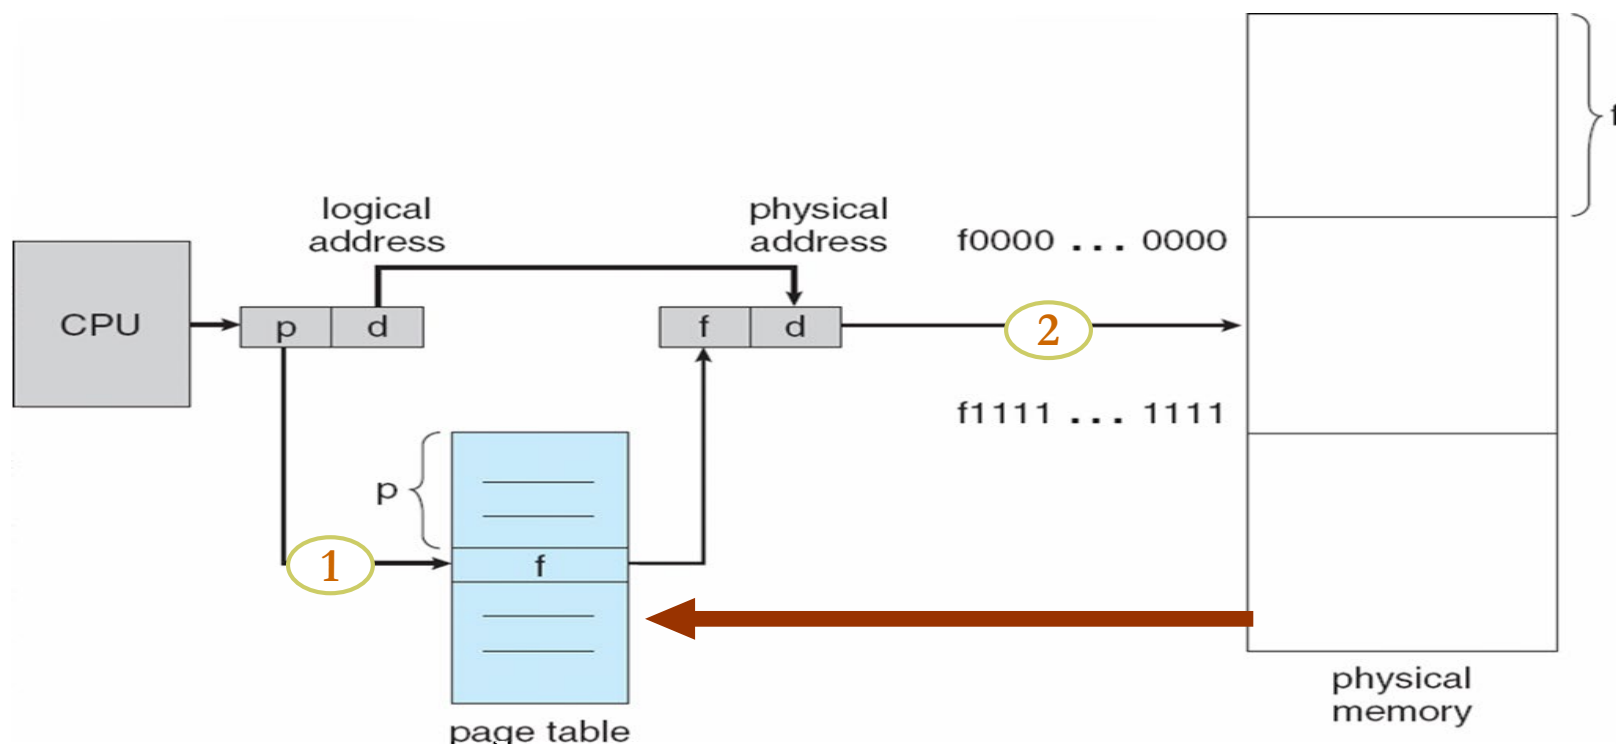 f
logical
address
physical
address
f0000 ... 0000
CPU
p
d
f
d
2
f1111 ... 1111
p
1
f
physical
memory
page table